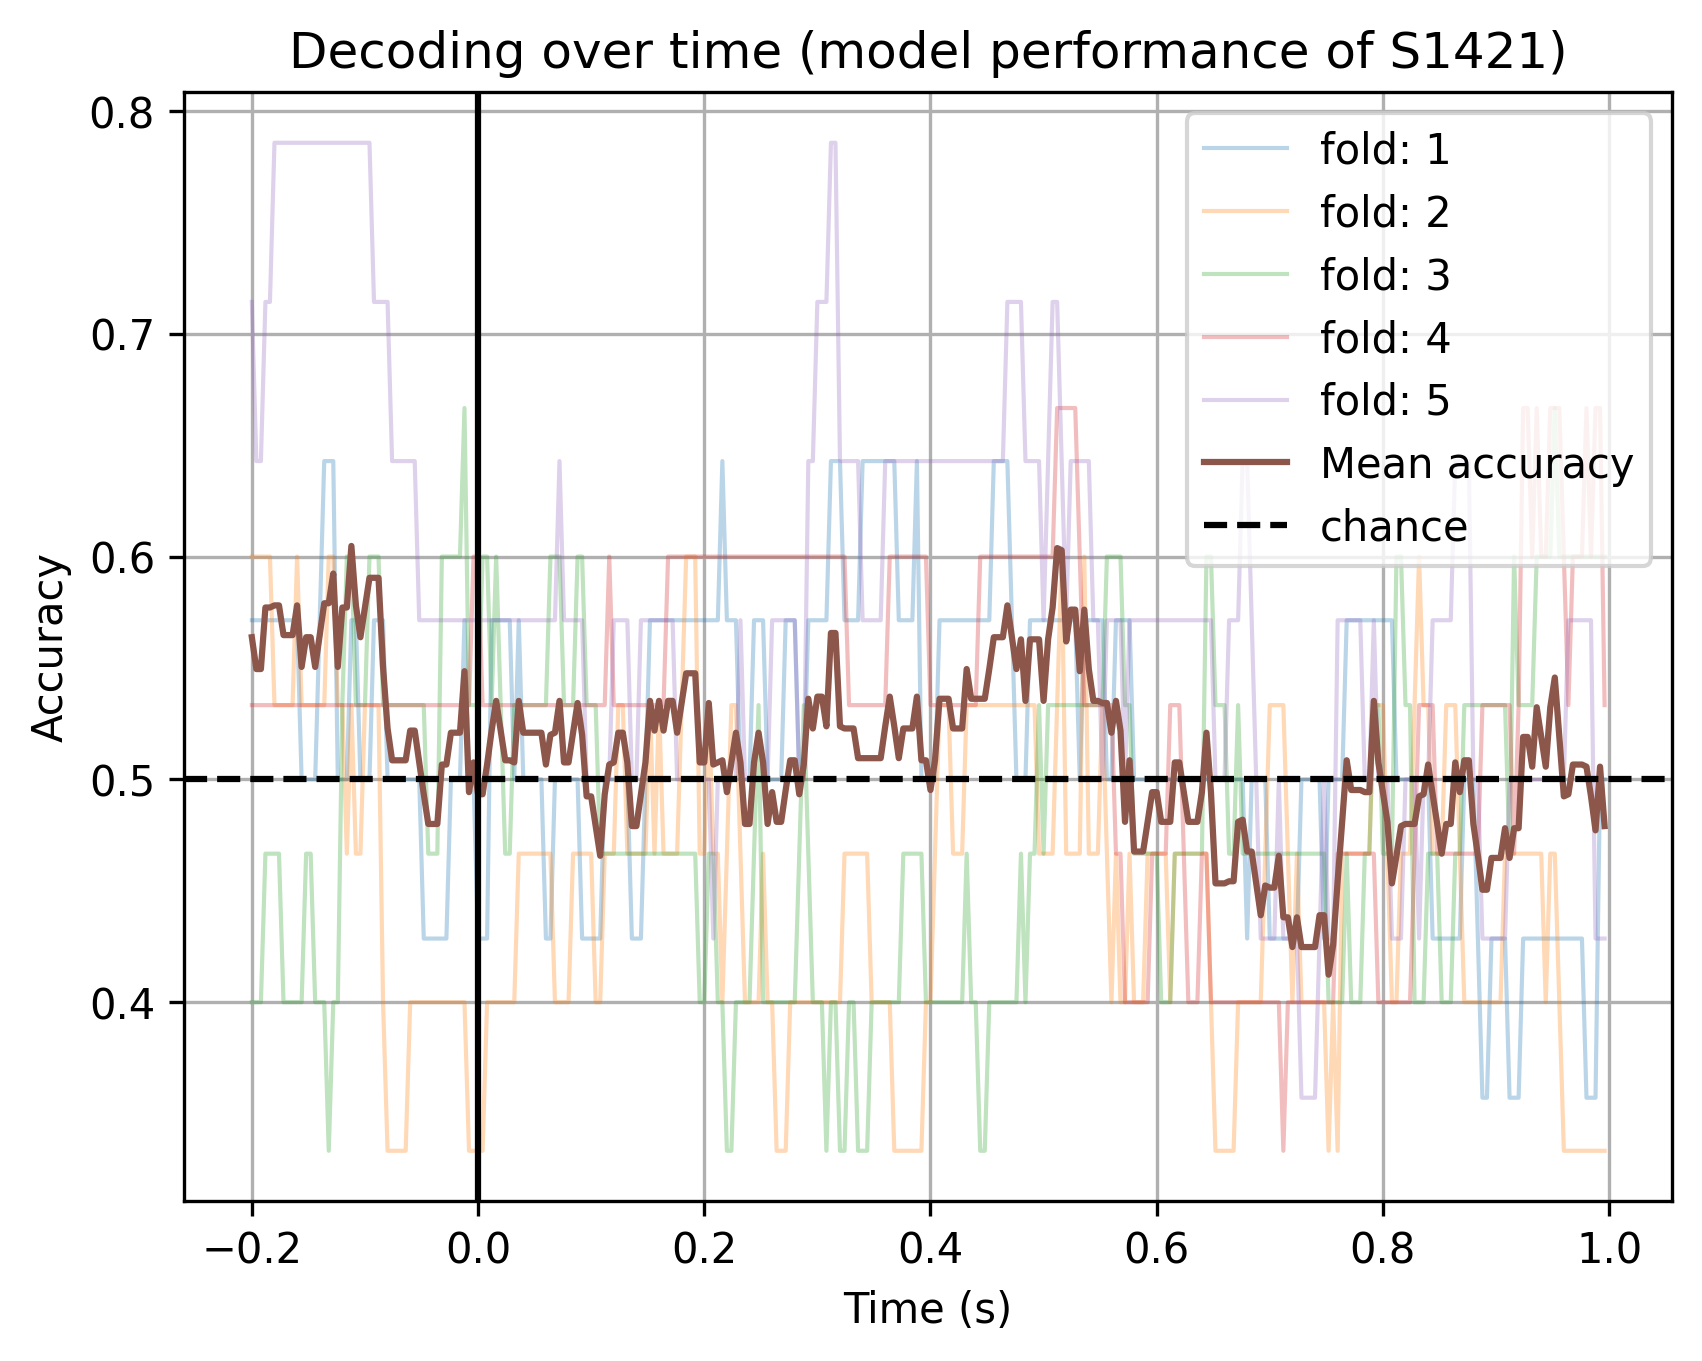 Decoding over time (model performance of S1421)
0.8
0.7
0.6
0.5
0.4
Accuracy
fold: 1
fold: 2
fold: 3
fold: 4
fold: 5
Mean accuracy
chance
−0.2 0.0 0.2 0.4 0.6 0.8 1.0
Time (s)